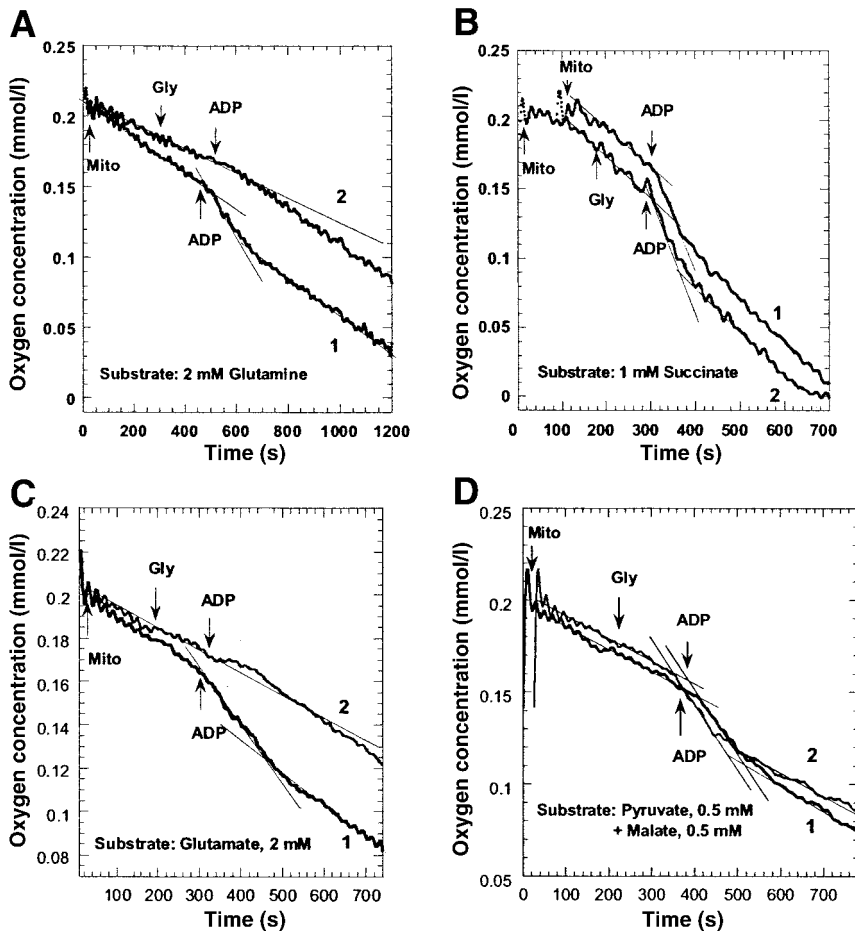 A
0.25
0.2
0.15
0.1
0.05
0
Oxygen concentration (mmol/l)
Gly
ADP
Mito
ADP
2
1
Substrate: 2 mM Glutamine
0 200 400 600 800 1000 1200
Time (s)
B
0.25
0.2
0.15
0.1
0.05
0
Oxygen concentration (mmol/l)
Mito
ADP
Mito
Gly
ADP
1
2
Substrate: 1 mM Succinate
0 100 200 300 400 500 600 700
Time (s)
C
0.24
0.22
0.2
0.18
0.16
0.14
0.12
0.1
0.08
Oxygen concentration (mmol/l)
Gly
ADP
Mito
ADP
2
1
Substrate: Glutamate, 2 mM
100 200 300 400 500 600 700
Time (s)
D
0.25
0.2
0.15
0.1
0.05
Oxygen concentration (mmol/l)
Mito
Gly
ADP
ADP
2
1
Substrate: Pyruvate, 0.5 mM
+ Malate, 0.5 mM
0 100 200 300 400 500 600 700
Time (s)